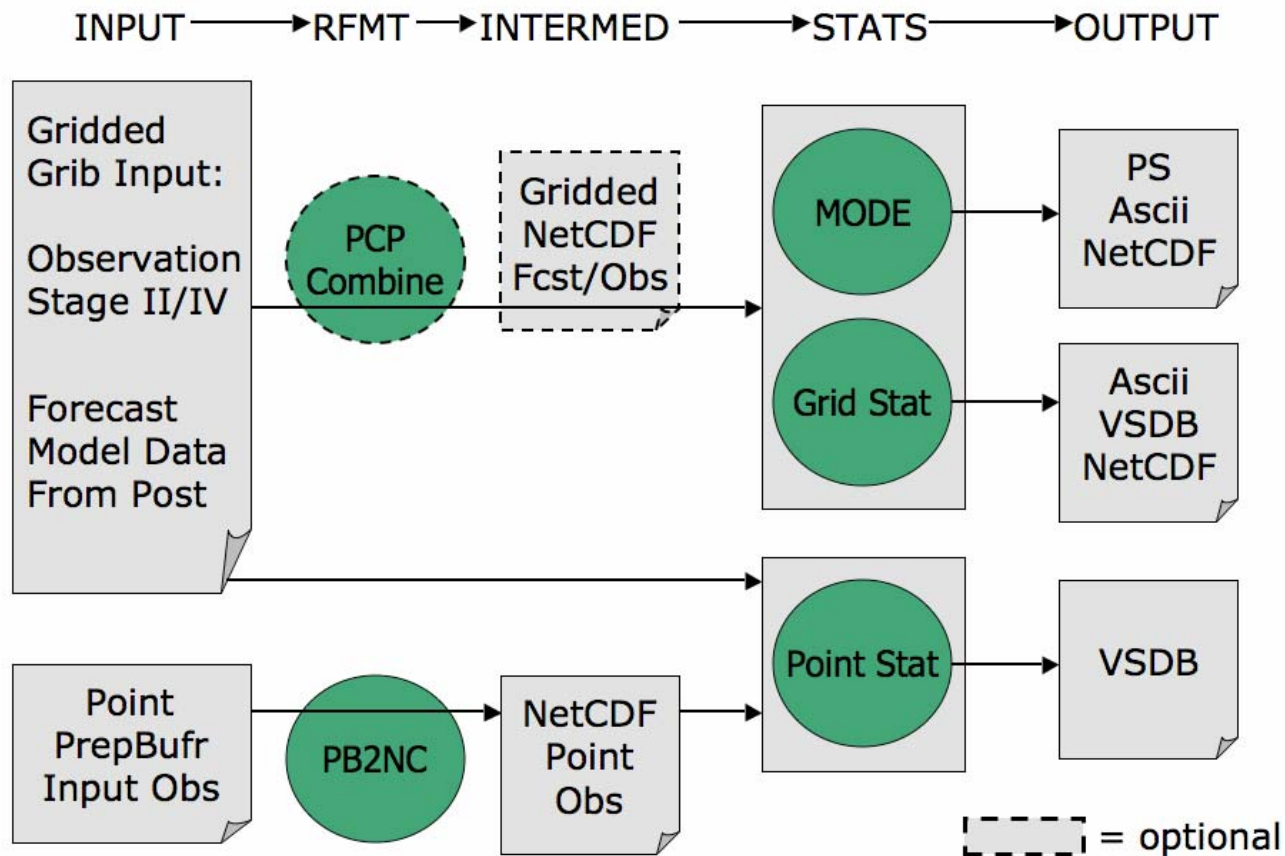 INPUT RFMT INTERMED STATS OUTPUT
Gridded
Grib Input:
Observation
Stage II/IV
Forecast
Model Data
From Post
PCP
Combine
Gridded
NetCDF
Fcst/Obs
MODE
PS
Ascii
NetCDF
Grid Stat
Ascii
VSDB
NetCDF
Point
PrepBufr
Input Obs
PB2NC
NetCDF
Point
Obs
Point Stat
VSDB
= optional